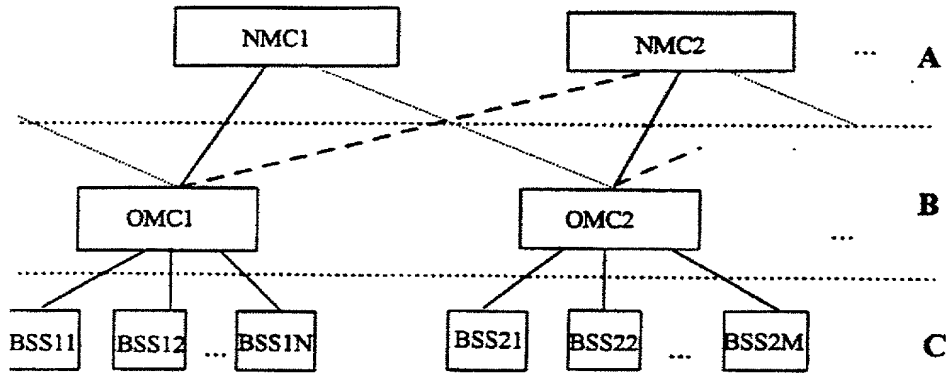 NMC1 NMC2 ... A
OMC1 OMC2 ... B
BSS11 BSS12 ... BSS1N BSS21 BSS22 ... BSS2M C